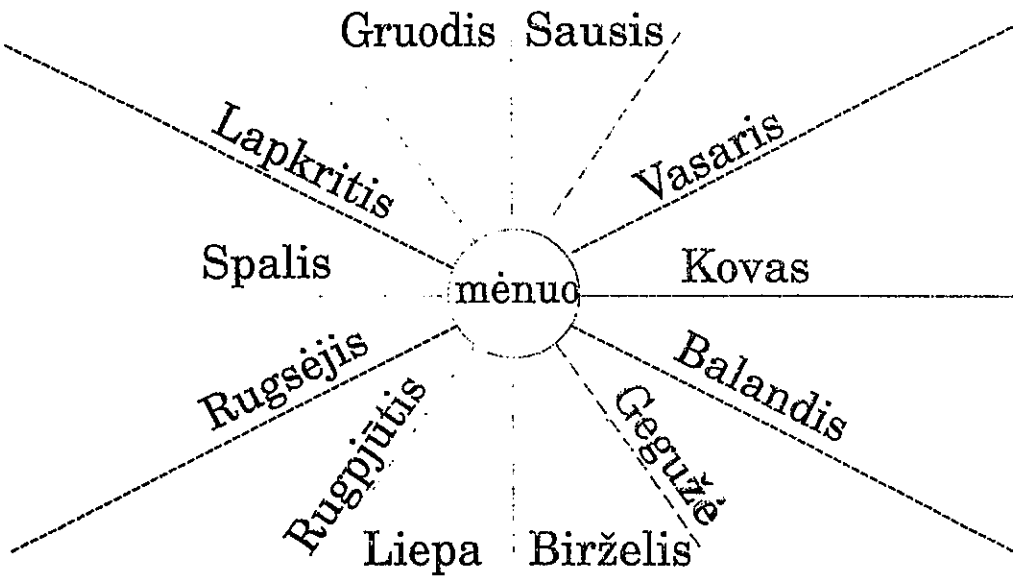 Gruodis Sausis
Lapkritis
Vasaris
Spalis
mėnuo
Kovas
Rugsėjis
Balandis
Rugpjūtis
Gegužė
Liepa Birželis